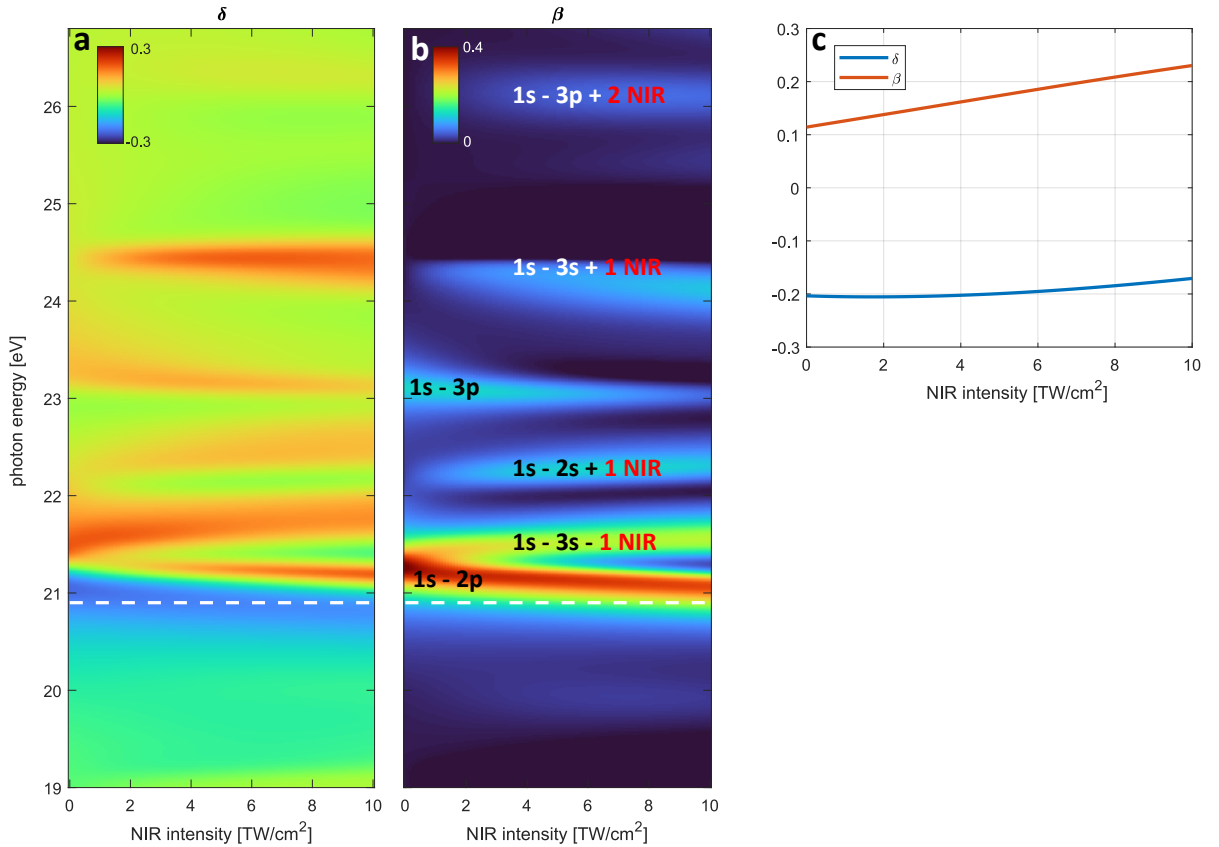 δ
a
0.3
-0.3
26
25
24
23
22
21
20
19
photon energy [eV]
0 2 4 6 8 10
NIR intensity [TW/cm²]
β
b
0.4
0
1s - 3p + 2 NIR
1s - 3s + 1 NIR
1s - 3p
1s - 2s + 1 NIR
1s - 3s - 1 NIR
1s - 2p
0 2 4 6 8 10
NIR intensity [TW/cm²]
c
δ
β
0.3
0.2
0.1
0
-0.1
-0.2
-0.3
0 2 4 6 8 10
NIR intensity [TW/cm²]